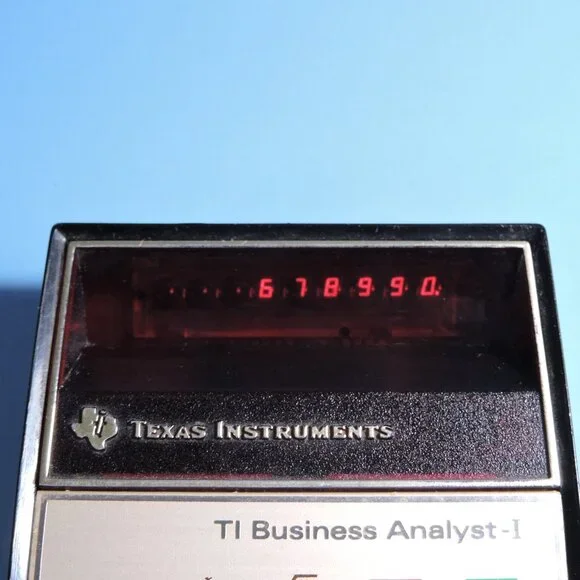 678990.
TEXAS INSTRUMENTS
TI Business Analyst-I